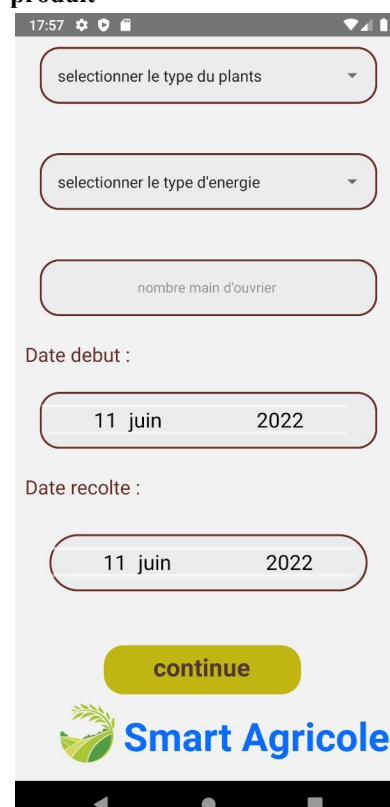 produit
17:57
selectionner le type du plants
selectionner le type d'energie
nombre main d'ouvrier
Date debut :
11 juin 2022
Date recolte :
11 juin 2022
continue
Smart Agricole